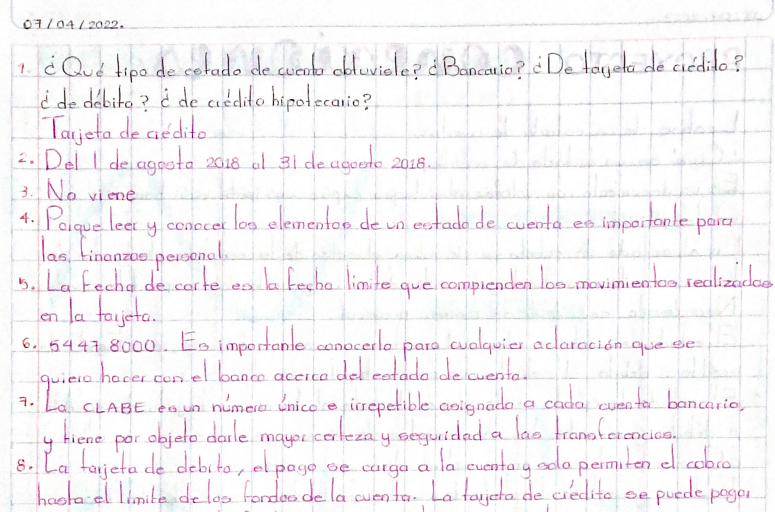 07/04/2022.
1. ¿Qué tipo de estado de cuenta obtuviste? ¿Bancario? ¿De tarjeta de crédito?
¿de débito? ¿de crédito hipotecario?
Tarjeta de crédito
2. Del 1 de agosto 2018 al 31 de agosto 2018.
3. No viene
4. Porque leer y conocer los elementos de un estado de cuenta es importante para
las finanzas personal.
5. La fecha de corte es la fecha límite que comprenden los movimientos realizados
en la tarjeta.
6. 5447 8000. Es importante conocerlo para cualquier aclaración que se
quiera hacer con el banco acerca del estado de cuenta.
7. La CLABE es un número único e irrepetible asignado a cada cuenta bancaria,
y tiene por objeto darle mayor certeza y seguridad a las transferencias.
8. La tarjeta de debito, el pago se carga a la cuenta y solo permiten el cobro
hasta el límite de los fondos de la cuenta. La tarjeta de crédito se puede pagar